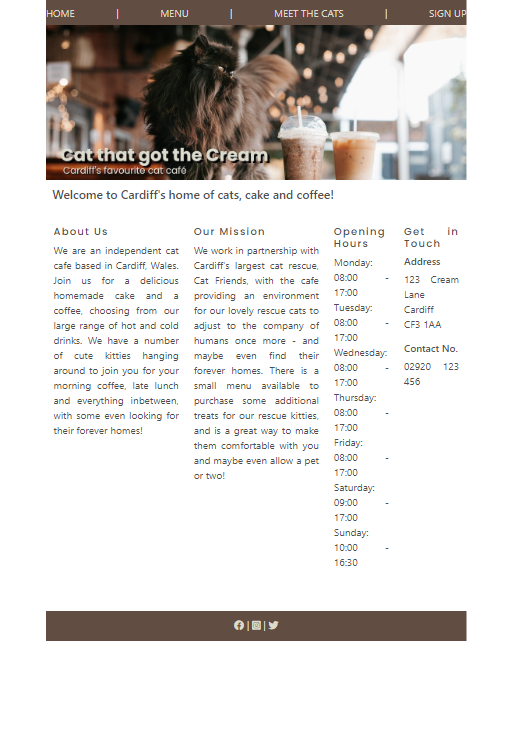 HOME | MENU | MEET THE CATS | SIGN UP
Cat that got the Cream
Cardiff's favourite cat café
Welcome to Cardiff's home of cats, cake and coffee!
About Us
We are an independent cat
cafe based in Cardiff, Wales.
Join us for a delicious
homemade cake and a
coffee, choosing from our
large range of hot and cold
drinks. We have a number
of cute kitties hanging
around to join you for your
morning coffee, late lunch
and everything inbetween,
with some even looking for
their forever homes!
Our Mission
We work in partnership with
Cardiff's largest cat rescue,
Cat Friends, with the cafe
providing an environment
for our lovely rescue cats to
adjust to the company of
humans once more - and
maybe even find their
forever homes. There is a
small menu available to
purchase some additional
treats for our rescue kitties,
and is a great way to make
them comfortable with you
and maybe even allow a pet
or two!
Opening
Hours
Monday:
08:00 -
17:00
Tuesday:
08:00 -
17:00
Wednesday:
08:00 -
17:00
Thursday:
08:00 -
17:00
Friday:
08:00 -
17:00
Saturday:
09:00 -
17:00
Sunday:
10:00 -
16:30
Get in
Touch
Address
123 Cream
Lane
Cardiff
CF3 1AA
Contact No.
02920 123
456
| |